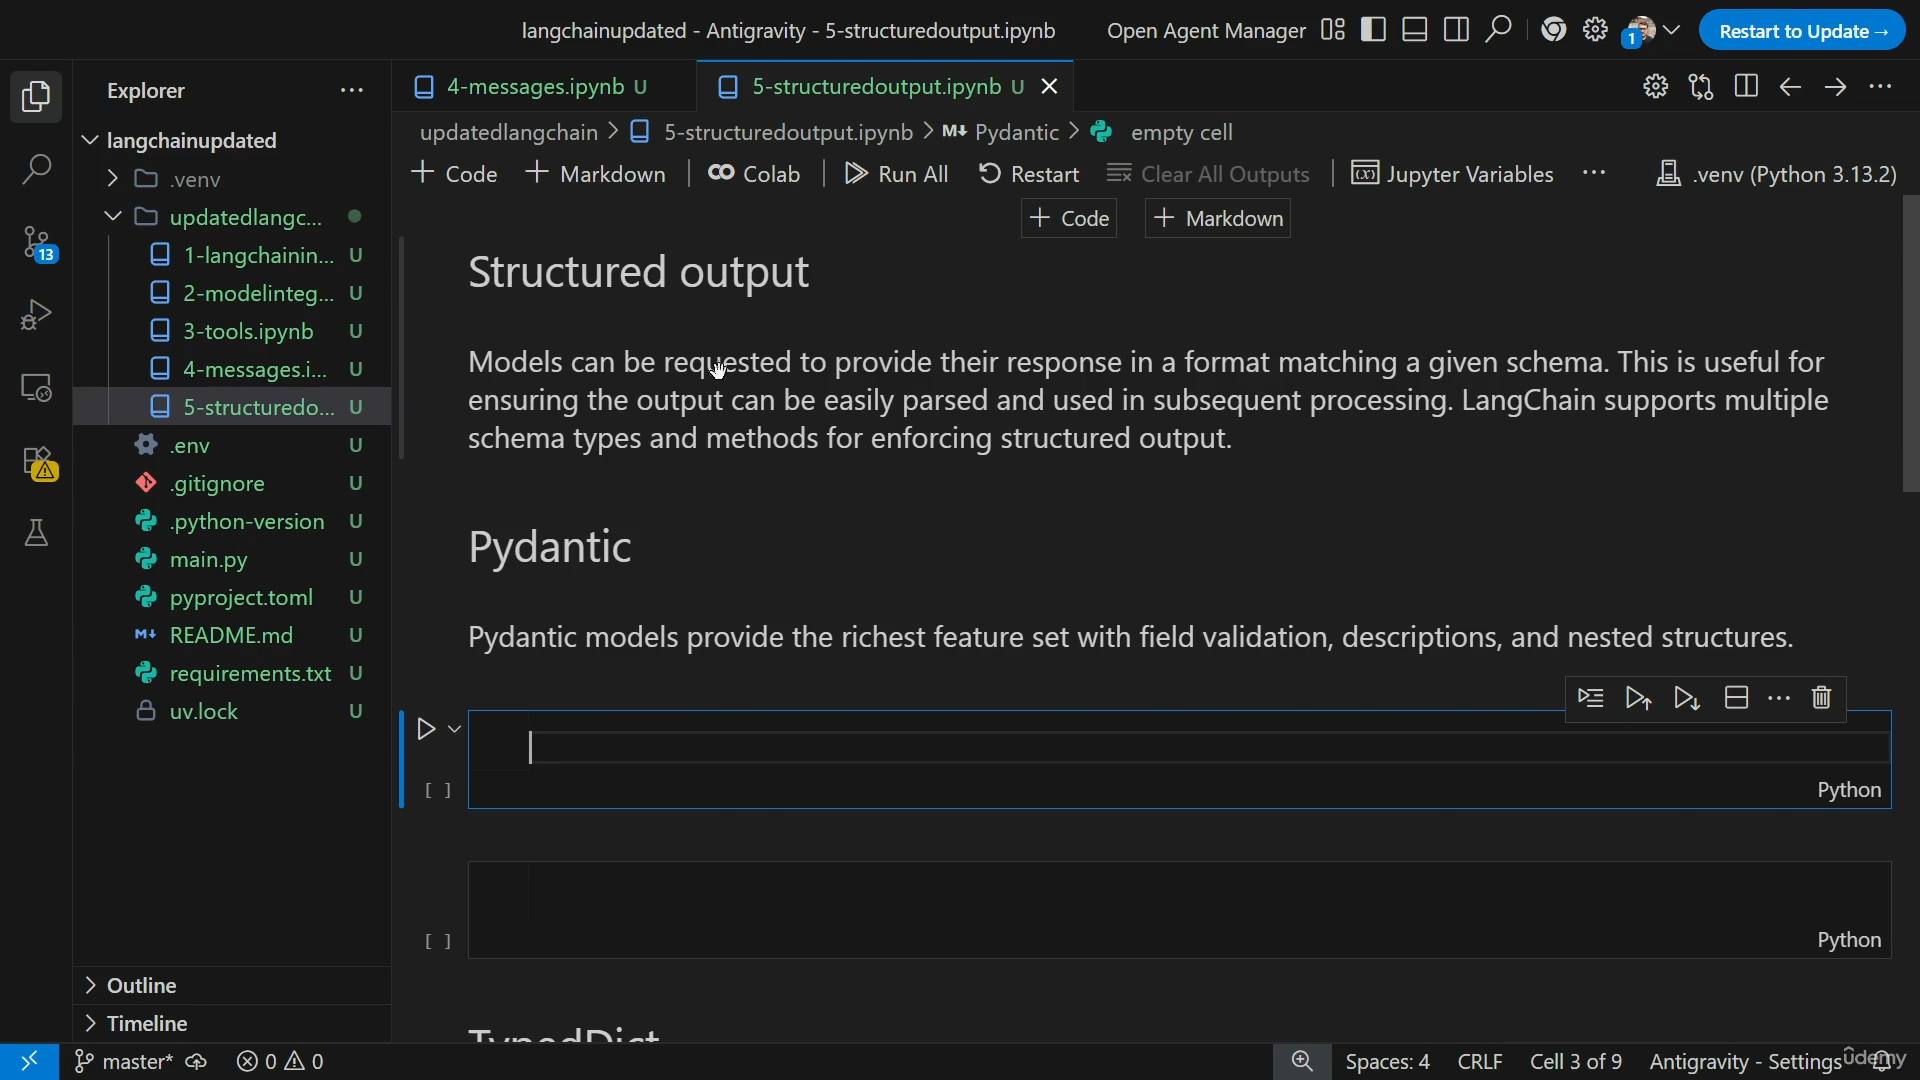 langchainupdated - Antigravity - 5-structuredoutput.ipynb
Open Agent Manager
1
Restart to Update →
Explorer
4-messages.ipynb U
5-structuredoutput.ipynb U
langchainupdated
updatedlangchain > 5-structuredoutput.ipynb > M↓ Pydantic > empty cell
.venv
+ Code + Markdown Colab Run All Restart Clear All Outputs Jupyter Variables ... .venv (Python 3.13.2)
updatedlangc...
+ Code + Markdown
1-langchainin... U
2-modelinteg... U
3-tools.ipynb U
4-messages.i... U
5-structuredo... U
.env U
.gitignore U
.python-version U
main.py U
pyproject.toml U
README.md U
requirements.txt U
uv.lock U
13
Structured output
Models can be requested to provide their response in a format matching a given schema. This is useful for
ensuring the output can be easily parsed and used in subsequent processing. LangChain supports multiple
schema types and methods for enforcing structured output.
Pydantic
Pydantic models provide the richest feature set with field validation, descriptions, and nested structures.
[ ]
Python
[ ]
Python
TypedDict
Outline
Timeline
master* 0 0
Spaces: 4 CRLF Cell 3 of 9 Antigravity - Settings
ûdemy